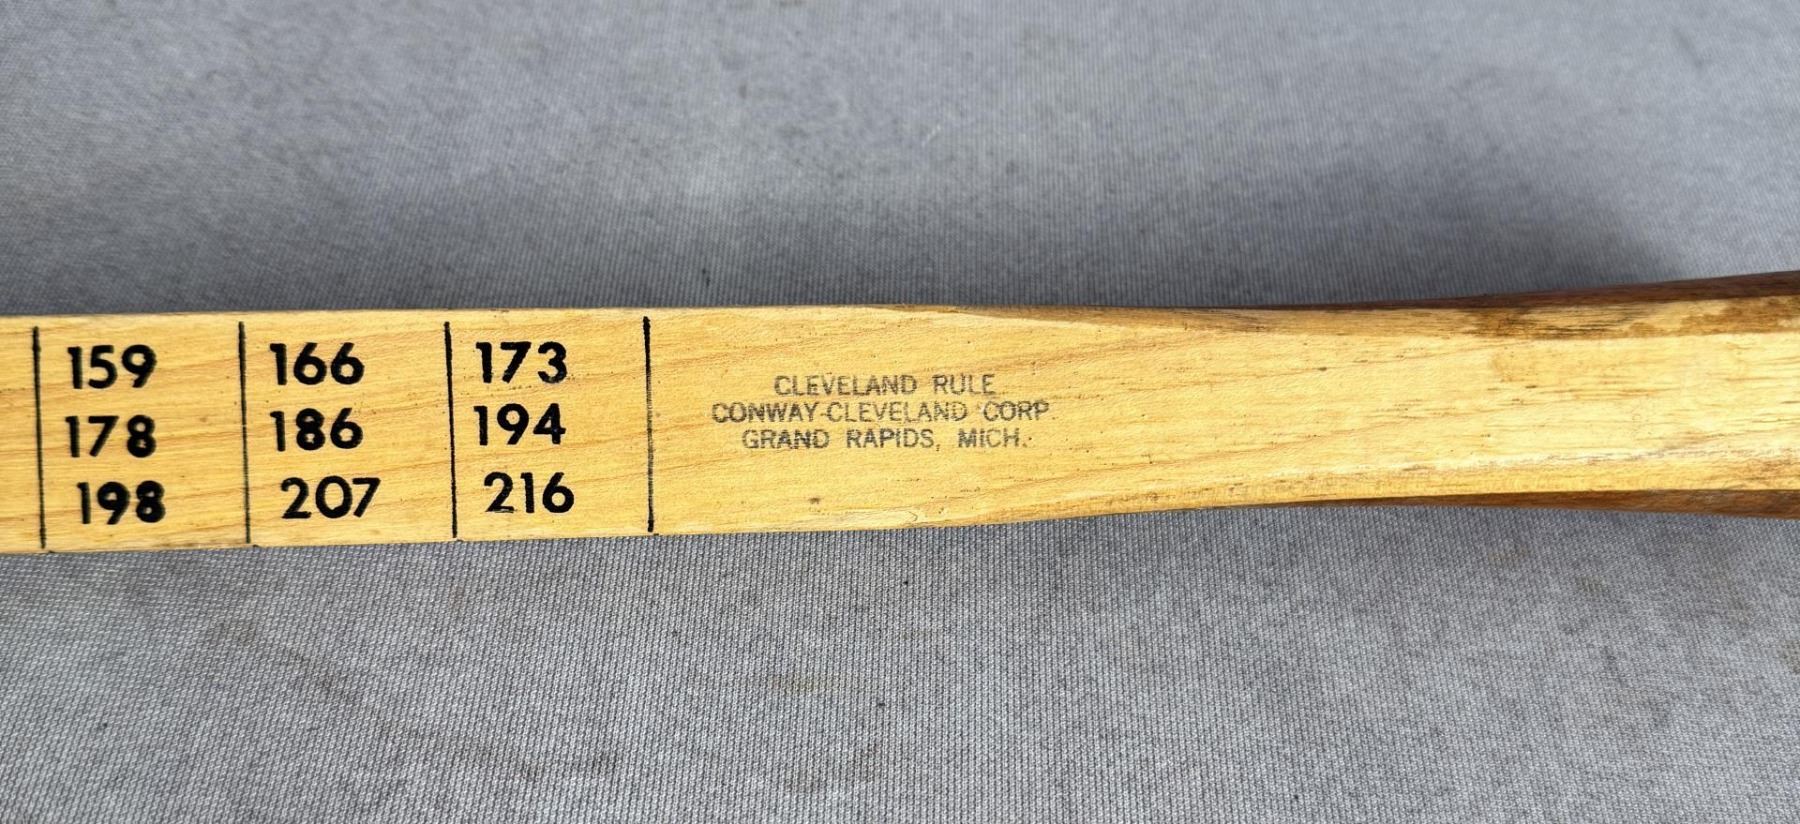 159 166 173
178 186 194
198 207 216
CLEVELAND RULE
CONWAY-CLEVELAND CORP.
GRAND RAPIDS, MICH.